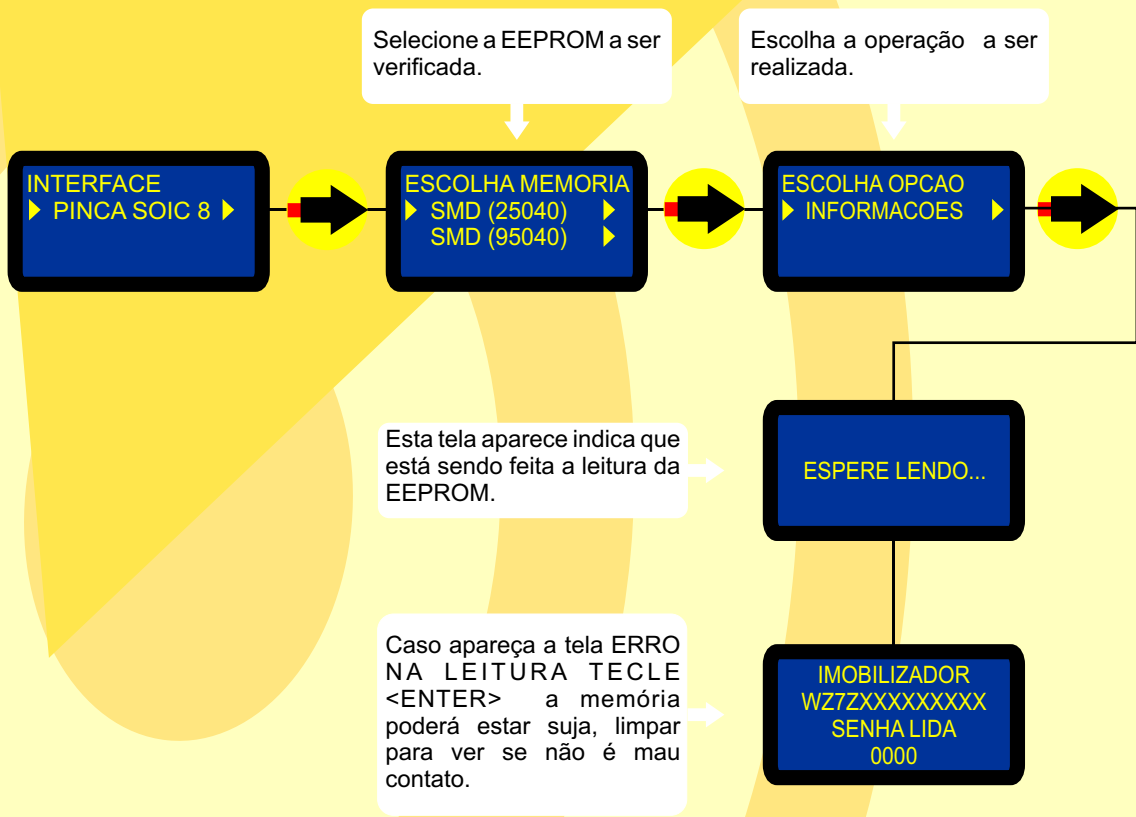 Selecione a EEPROM a ser
verificada.
Escolha a operação a ser
realizada.
INTERFACE
PINCA SOIC 8
ESCOLHA MEMORIA
SMD (25040)
SMD (95040)
ESCOLHA OPCAO
INFORMACOES
Esta tela aparece indica que
está sendo feita a leitura da
EEPROM.
ESPERE LENDO...
Caso apareça a tela ERRO
NA LEITURA TECLE
<ENTER> a memória
poderá estar suja, limpar
para ver se não é mau
contato.
IMOBILIZADOR
WZ7ZXXXXXXXXX
SENHA LIDA
0000